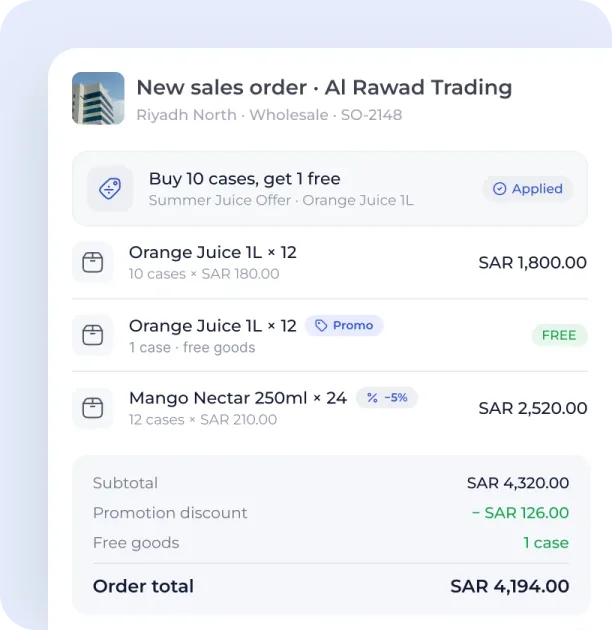 New sales order · Al Rawad Trading
Riyadh North · Wholesale · SO-2148
Buy 10 cases, get 1 free
Summer Juice Offer · Orange Juice 1L
Applied
Orange Juice 1L × 12
10 cases × SAR 180.00
SAR 1,800.00
Orange Juice 1L × 12 Promo
1 case · free goods
FREE
Mango Nectar 250ml × 24 % −5%
12 cases × SAR 210.00
SAR 2,520.00
Subtotal SAR 4,320.00
Promotion discount − SAR 126.00
Free goods 1 case
Order total SAR 4,194.00